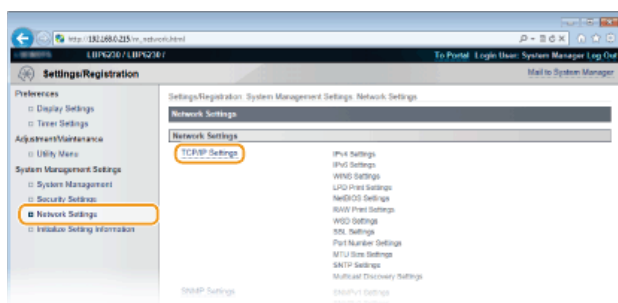 http://192.168.0.215/m_network.html
LBP6230 / LBP6230 /
To Portal Login User: System Manager Log Out
Settings/Registration
Mail to System Manager
Preferences
Display Settings
Timer Settings
Adjustment/Maintenance
Utility Menu
System Management Settings
System Management
Security Settings
Network Settings
Initialize Setting Information
Settings/Registration: System Management Settings: Network Settings
Network Settings
Network Settings
TCP/IP Settings
IPv4 Settings
IPv6 Settings
WINS Settings
LPD Print Settings
NetBIOS Settings
RAW Print Settings
WSD Settings
SSL Settings
Port Number Settings
MTU Size Settings
SNTP Settings
Multicast Discovery Settings
SNMP Settings
SNMPv1 Settings